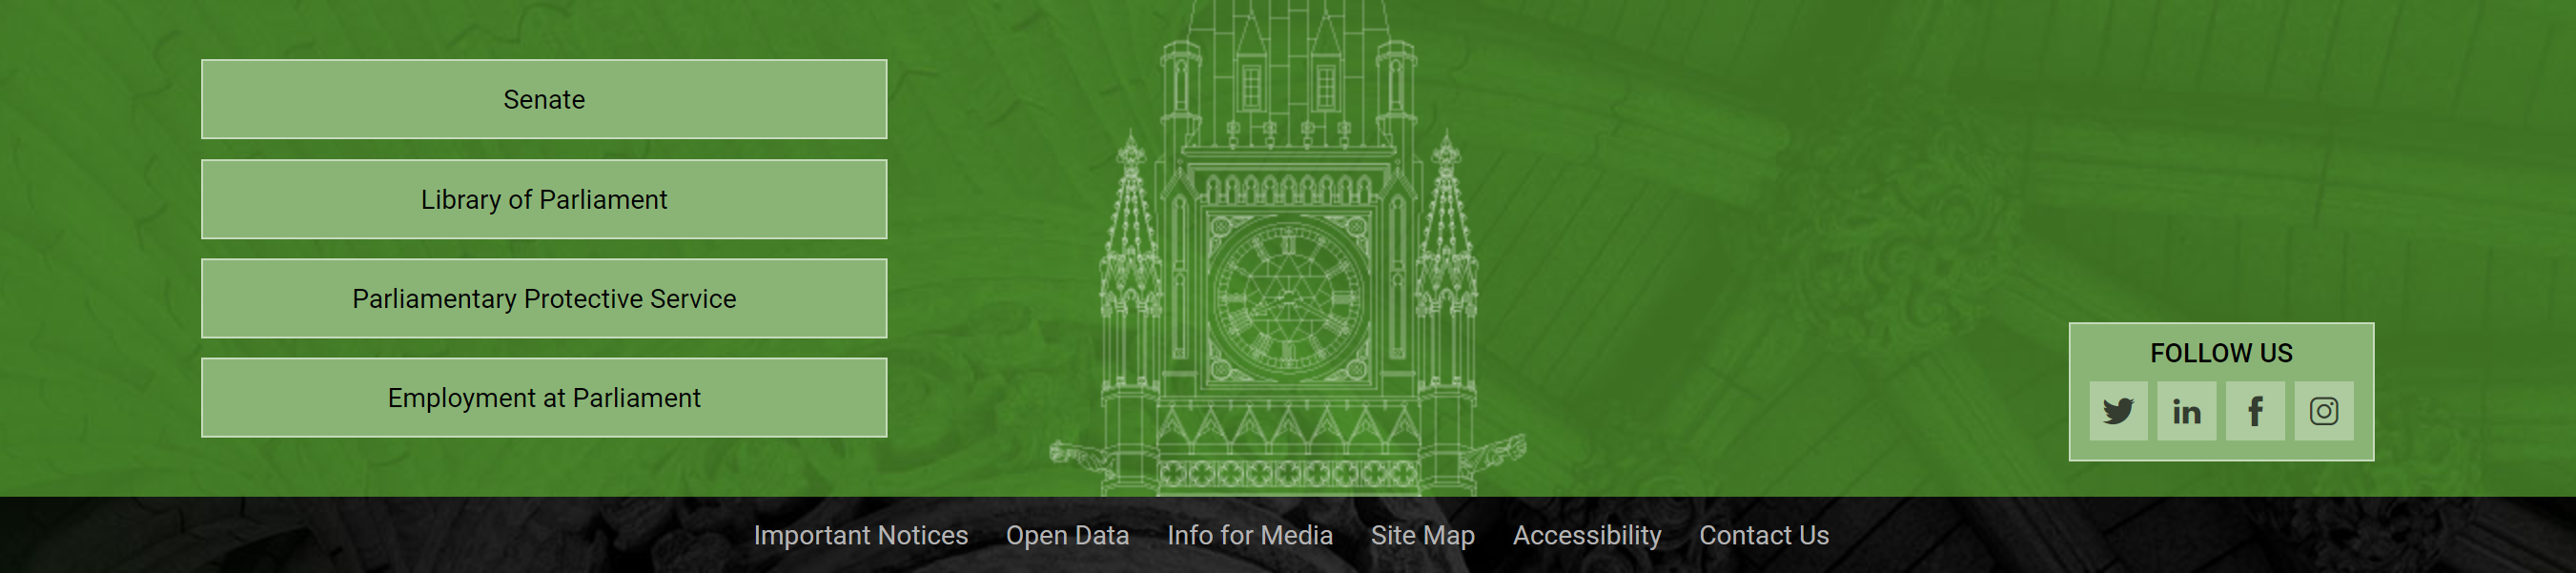 Senate
Library of Parliament
Parliamentary Protective Service
Employment at Parliament
FOLLOW US
in
f
Important Notices Open Data Info for Media Site Map Accessibility Contact Us